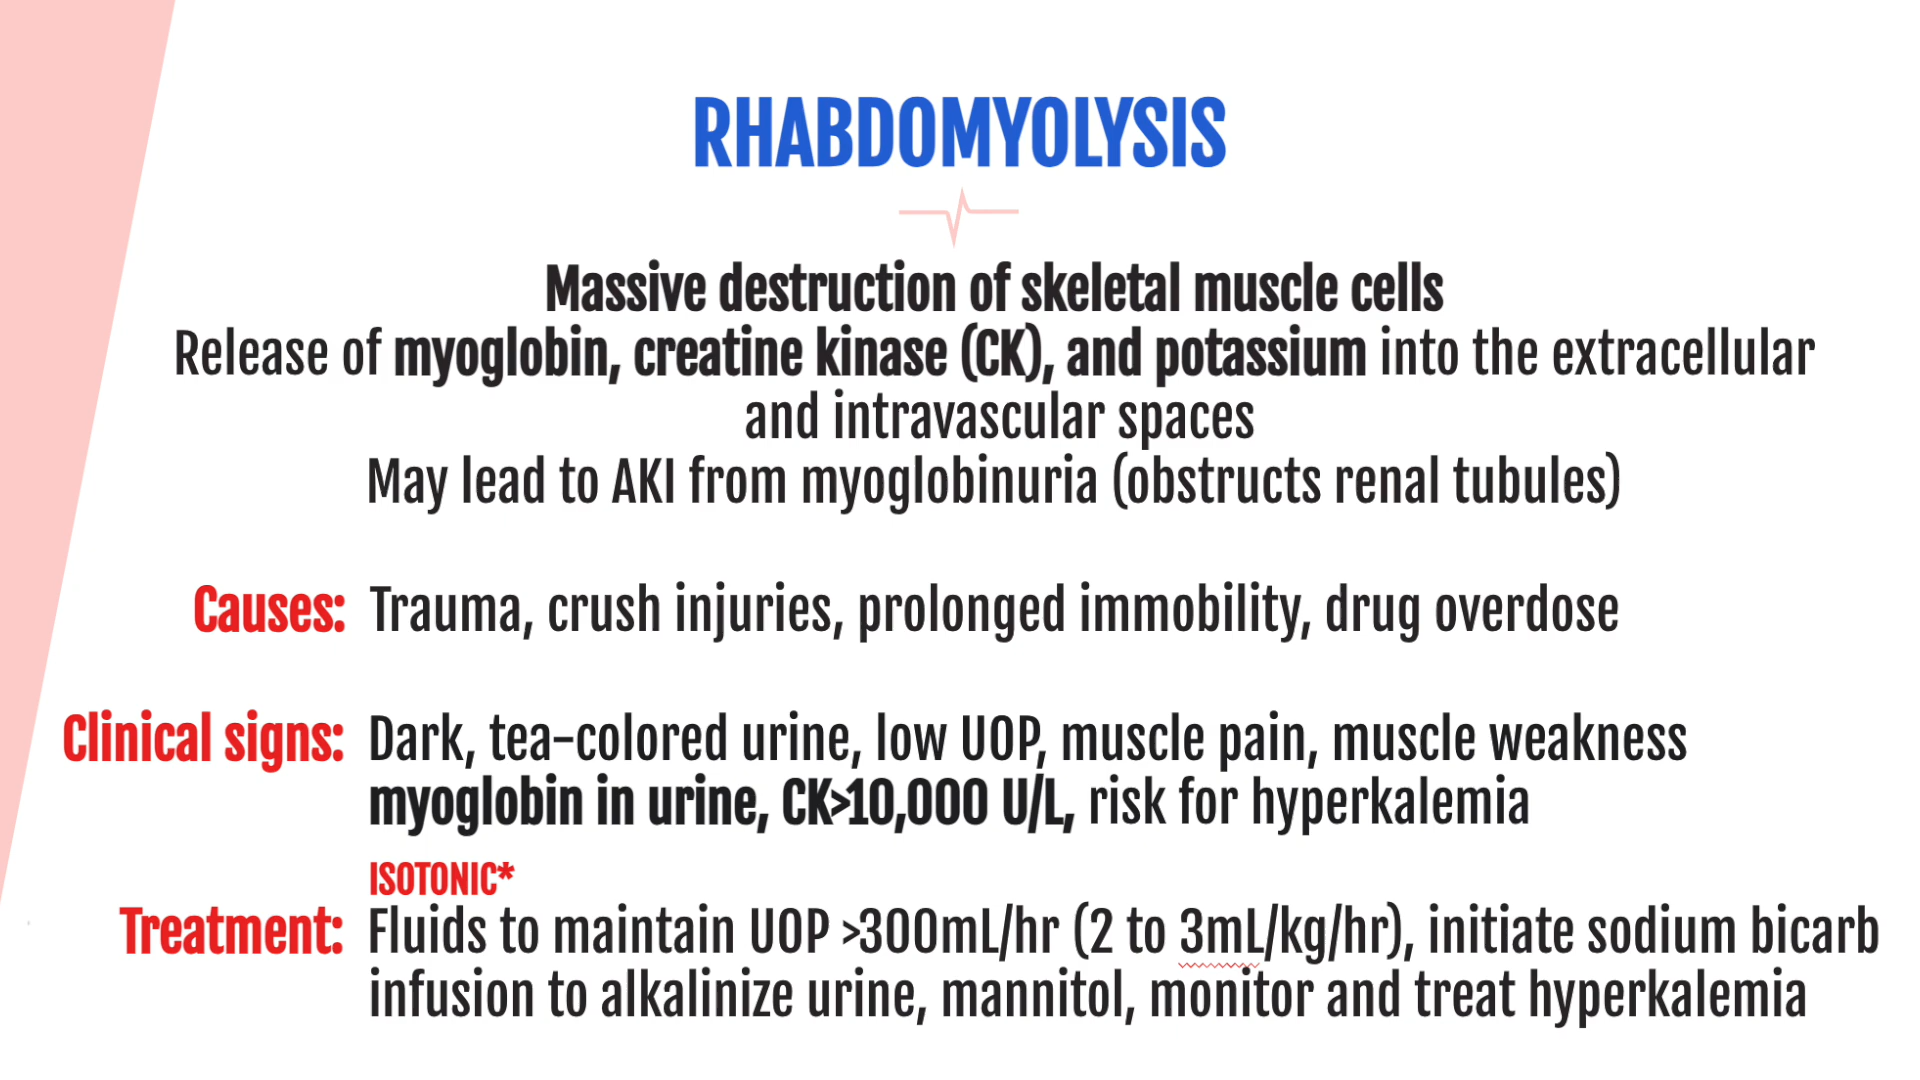 RHABDOMYOLYSIS
Massive destruction of skeletal muscle cells
Release of myoglobin, creatine kinase (CK), and potassium into the extracellular
and intravascular spaces
May lead to AKI from myoglobinuria (obstructs renal tubules)
Causes: Trauma, crush injuries, prolonged immobility, drug overdose
Clinical signs: Dark, tea-colored urine, low UOP, muscle pain, muscle weakness
myoglobin in urine, CK>10,000 U/L, risk for hyperkalemia
ISOTONIC*
Treatment: Fluids to maintain UOP >300mL/hr (2 to 3mL/kg/hr), initiate sodium bicarb
infusion to alkalinize urine, mannitol, monitor and treat hyperkalemia